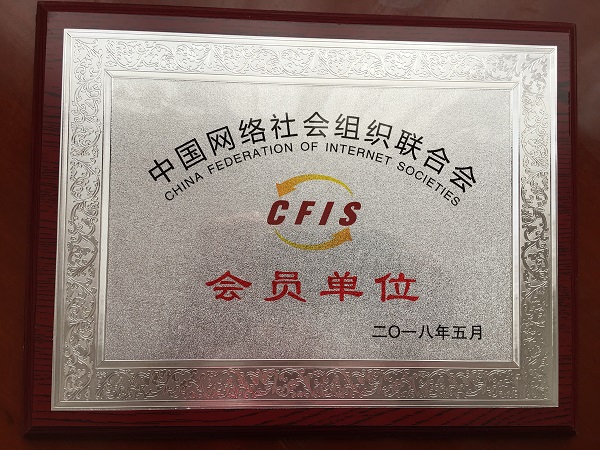 中国网络社会组织联合会
CHINA FEDERATION OF INTERNET SOCIETIES
CFIS
会员单位
二〇一八年五月